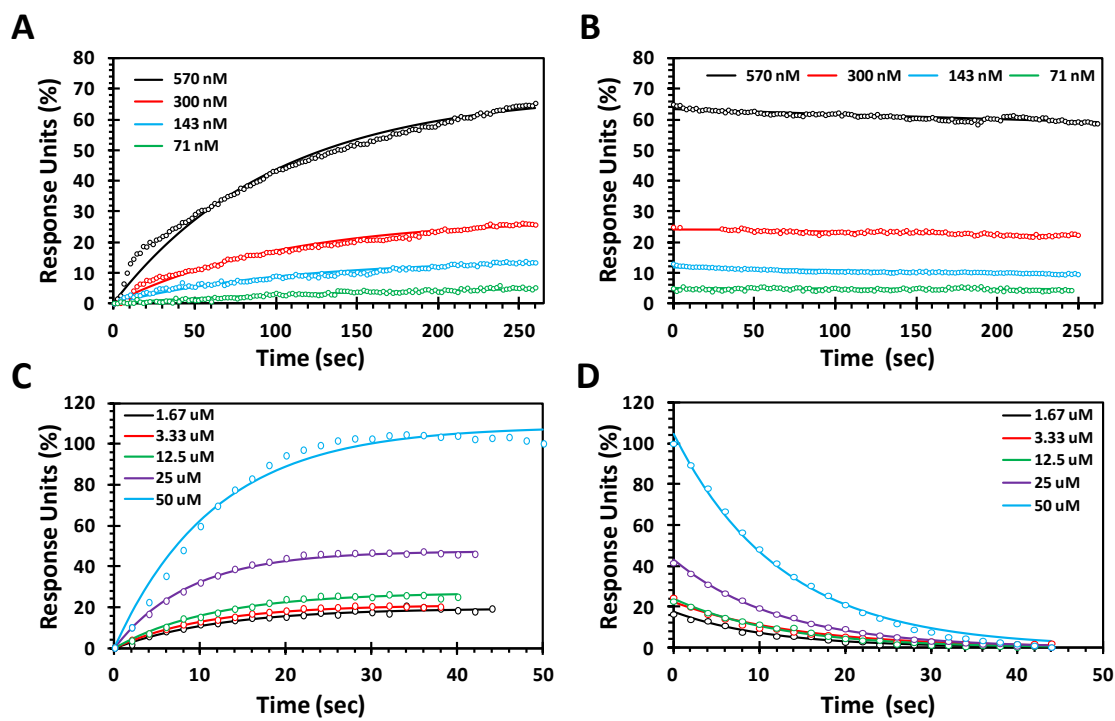 A
Response Units (%)
80
70
60
50
40
30
20
10
0
570 nM
300 nM
143 nM
71 nM
0 50 100 150 200 250
Time (sec)
B
Response Units (%)
80
70
60
50
40
30
20
10
0
570 nM 300 nM 143 nM 71 nM
0 50 100 150 200 250
Time (sec)
C
Response Units (%)
120
100
80
60
40
20
0
1.67 uM
3.33 uM
12.5 uM
25 uM
50 uM
0 10 20 30 40 50
Time (sec)
D
Response Units (%)
120
100
80
60
40
20
0
1.67 uM
3.33 uM
12.5 uM
25 uM
50 uM
0 10 20 30 40 50
Time (sec)